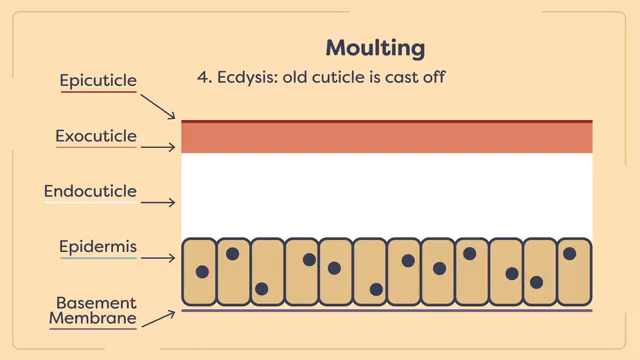 Moulting
4. Ecdysis: old cuticle is cast off
Epicuticle
Exocuticle
Endocuticle
Epidermis
Basement
Membrane